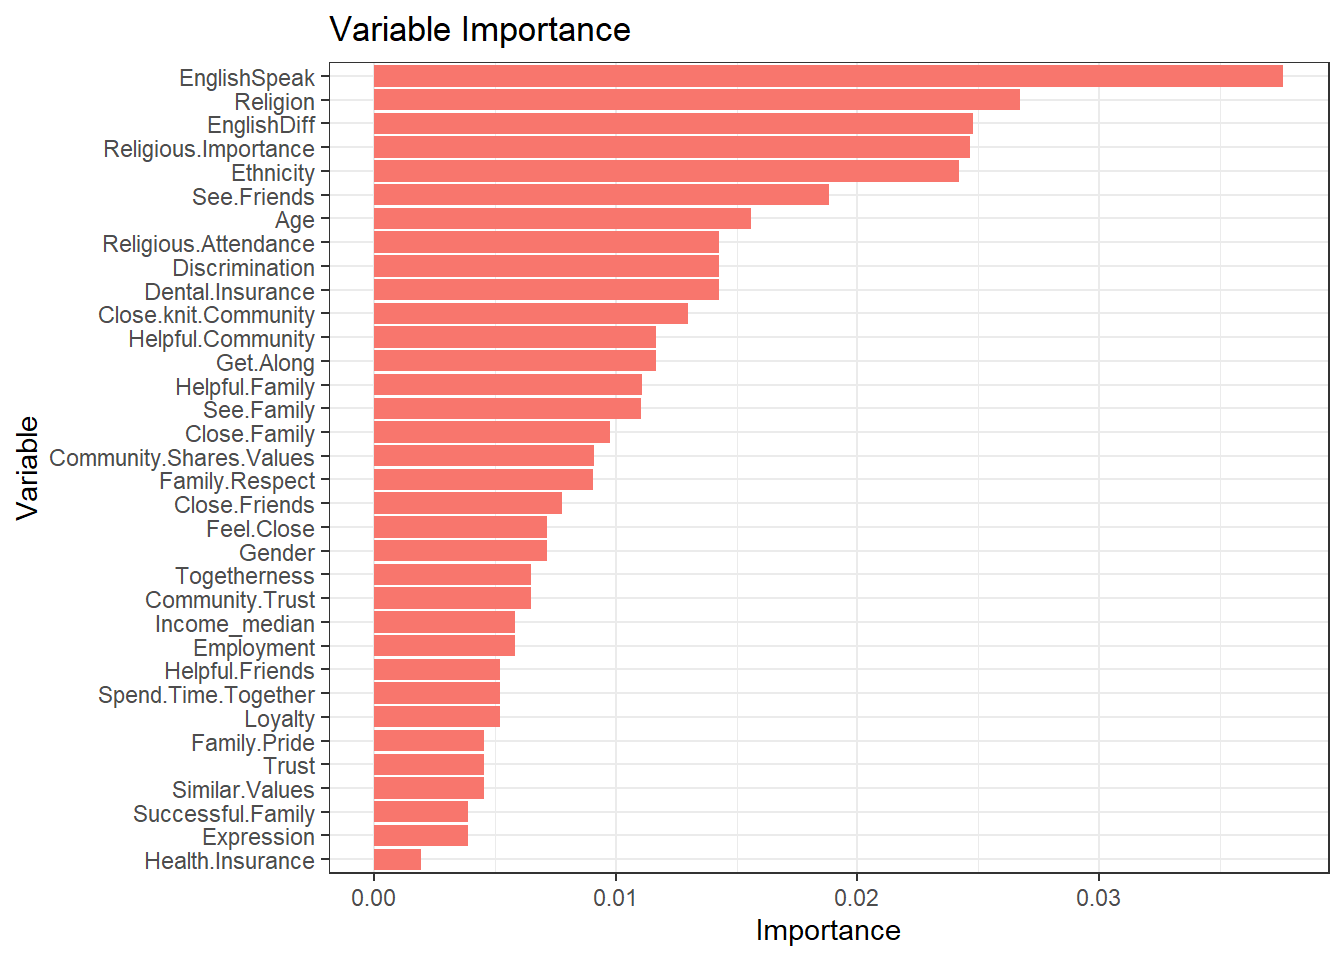 Variable Importance
EnglishSpeak
Religion
EnglishDiff
Religious.Importance
Ethnicity
See.Friends
Age
Religious.Attendance
Discrimination
Dental.Insurance
Close.knit.Community
Helpful.Community
Get.Along
Helpful.Family
See.Family
Close.Family
Community.Shares.Values
Family.Respect
Close.Friends
Feel.Close
Gender
Togetherness
Community.Trust
Income_median
Employment
Helpful.Friends
Spend.Time.Together
Loyalty
Family.Pride
Trust
Similar.Values
Successful.Family
Expression
Health.Insurance
Variable
0.00 0.01 0.02 0.03
Importance